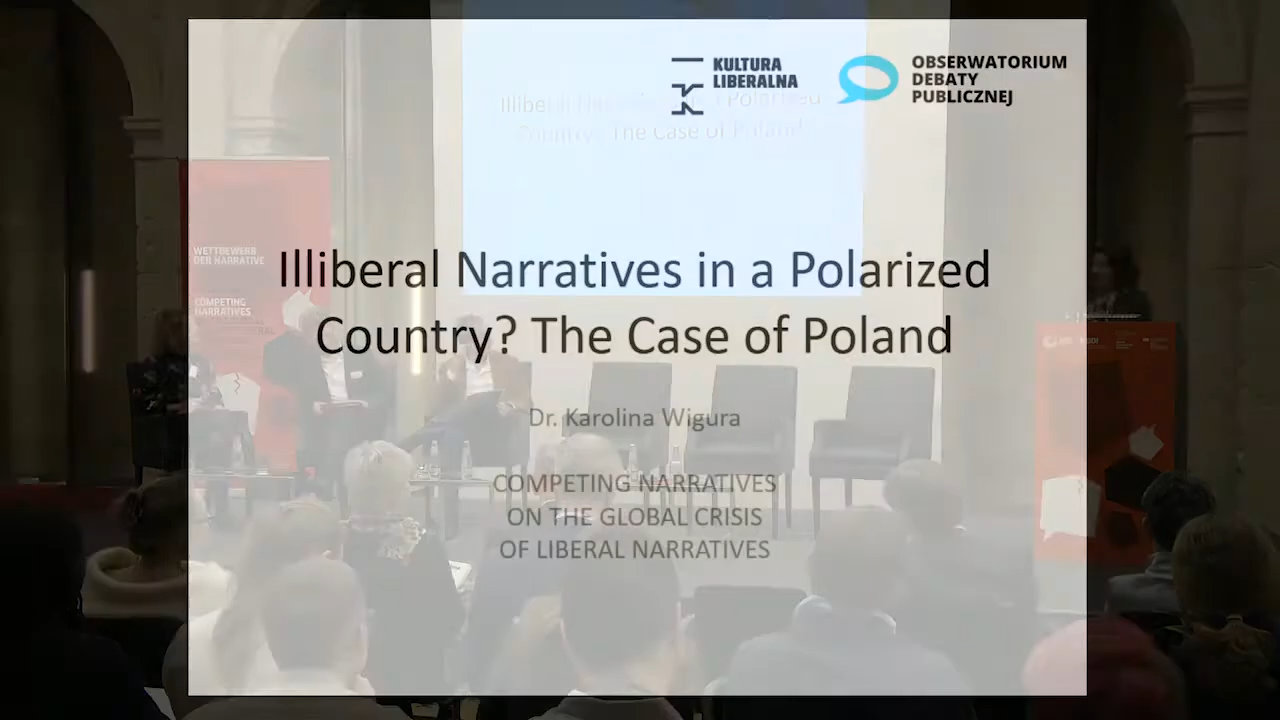 KULTURA
LIBERALNA
OBSERWATORIUM
DEBATY
PUBLICZNEJ
Illiberal Narratives in a Polarized
Country? The Case of Poland
Dr. Karolina Wigura
COMPETING NARRATIVES
ON THE GLOBAL CRISIS
OF LIBERAL NARRATIVES
WETTBEWERB
DER NARRATIVE
COMPETING
NARRATIVES